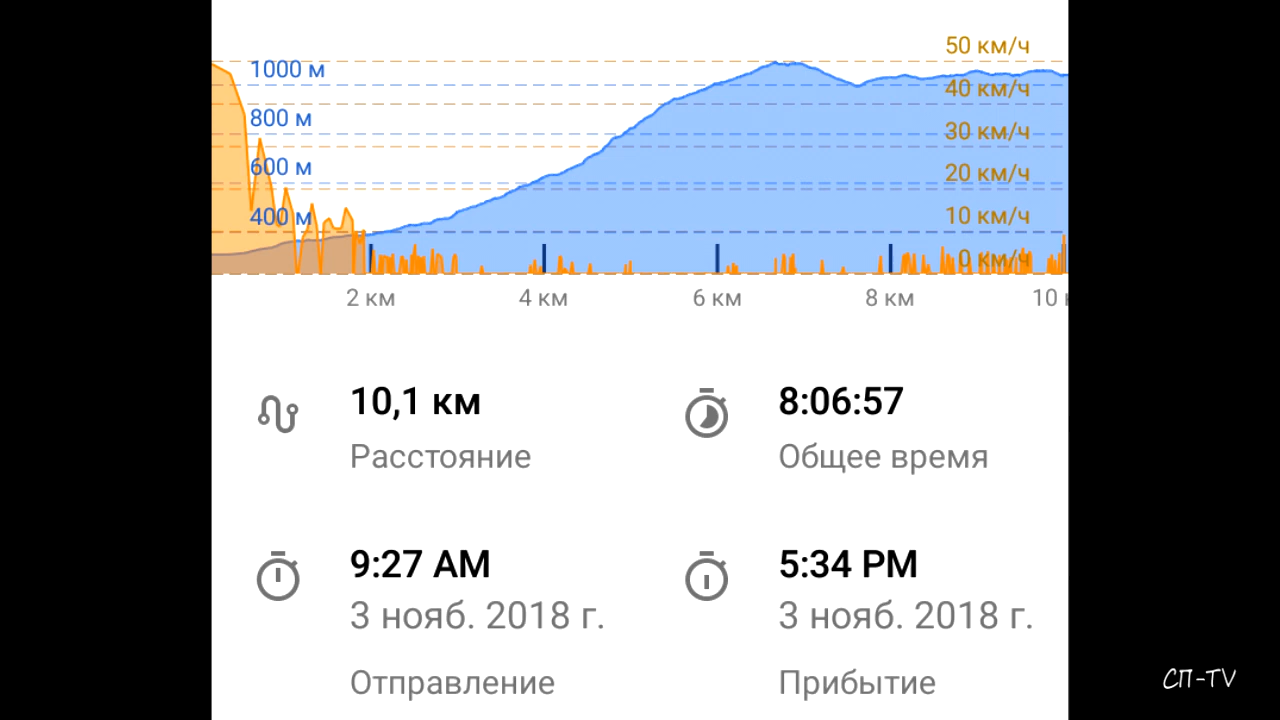 50 км/ч
1000 м
40 км/ч
800 м
30 км/ч
600 м
20 км/ч
400 м
10 км/ч
0 км/ч
2 км
4 км
6 км
8 км
10
10,1 км
Расстояние
8:06:57
Общее время
9:27 AM
3 нояб. 2018 г.
Отправление
5:34 PM
3 нояб. 2018 г.
Прибытие
СП-TV